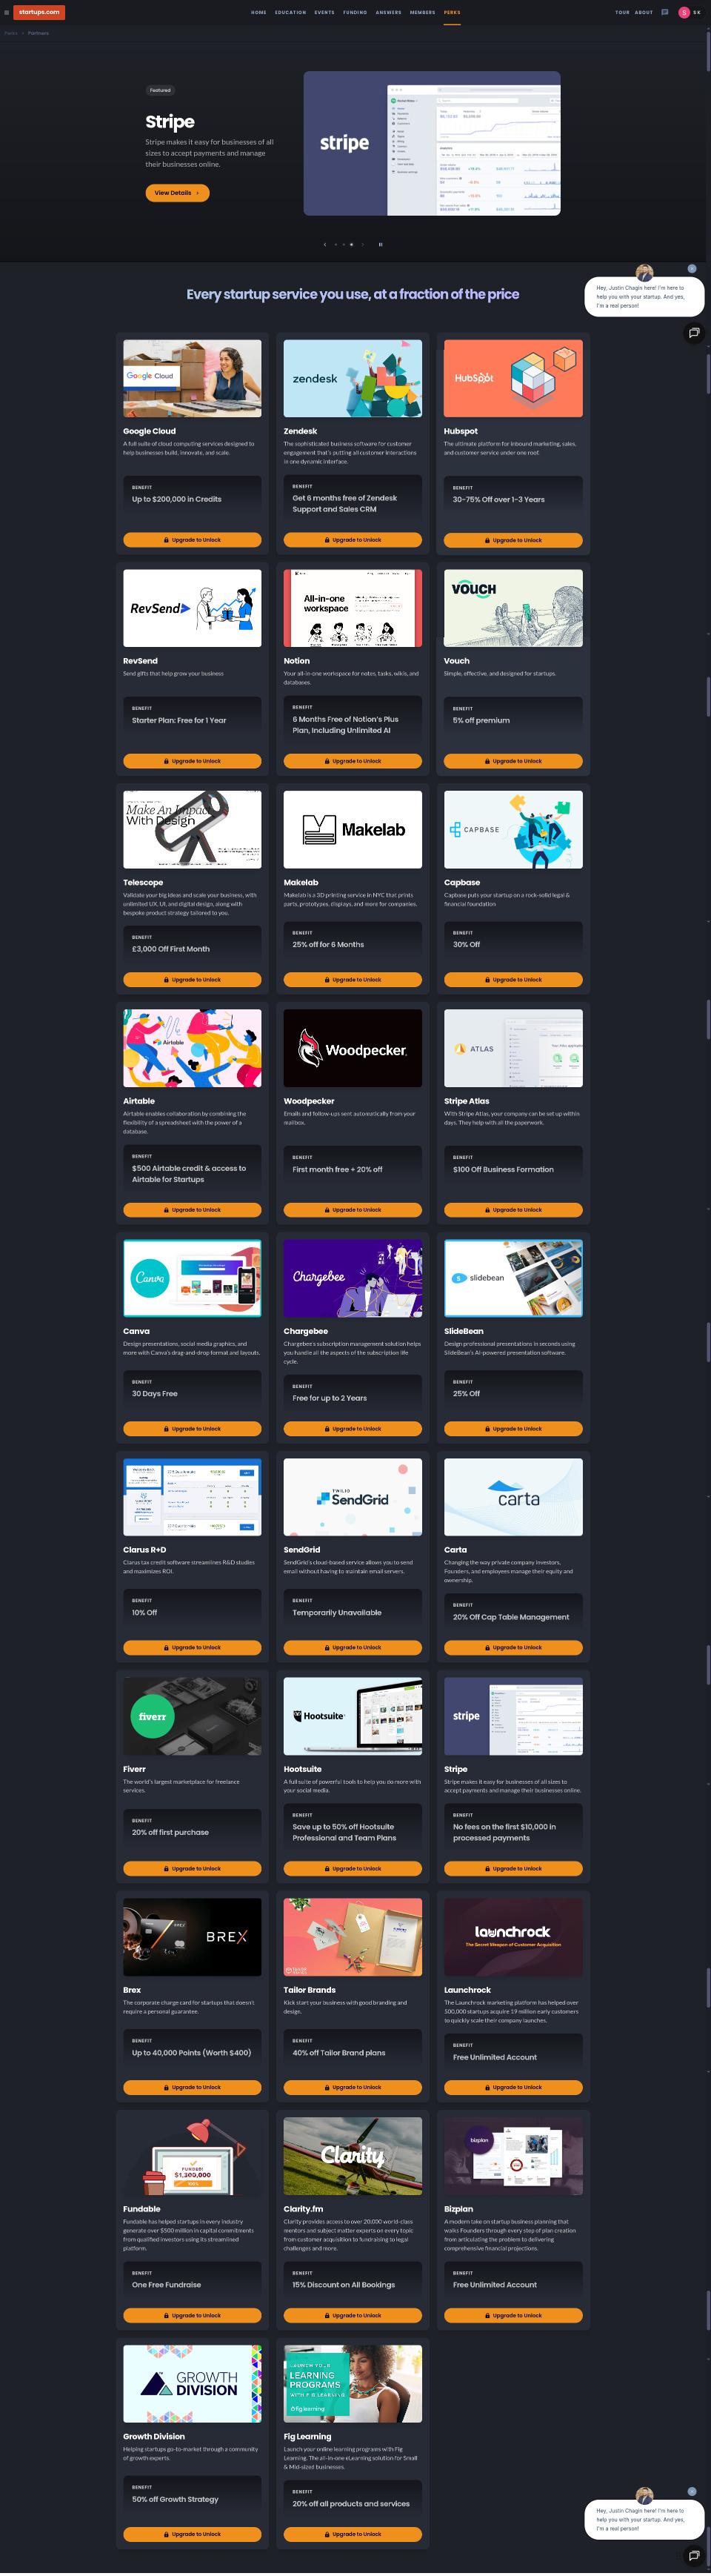 startups.com
HOME EDUCATION EVENTS FUNDING ANSWERS MEMBERS PERKS
TOUR ABOUT
S SK
Perks > Partners
Featured
Stripe
Stripe makes it easy for businesses of all
sizes to accept payments and manage
their businesses online.
View Details
stripe
Every startup service you use, at a fraction of the price
Hey, Justin Chagin here! I'm here to
help you with your startup. And yes,
I'm a real person!
Google Cloud
zendesk
HubSpot
Google Cloud
A full suite of cloud computing services designed to
help businesses build, innovate, and scale.
BENEFIT
Up to $200,000 in Credits
Upgrade to Unlock
Zendesk
The sophisticated business software for customer
engagement that's putting all customer interactions
in one dynamic interface.
BENEFIT
Get 6 months free of Zendesk
Support and Sales CRM
Upgrade to Unlock
Hubspot
The ultimate platform for inbound marketing, sales,
and customer service under one roof.
BENEFIT
30-75% Off over 1-3 Years
Upgrade to Unlock
RevSend
All-in-one
workspace
VOUCH
RevSend
Send gifts that help grow your business
BENEFIT
Starter Plan: Free for 1 Year
Upgrade to Unlock
Notion
Your all-in-one workspace for notes, tasks, wikis, and
databases.
BENEFIT
6 Months Free of Notion's Plus
Plan, Including Unlimited AI
Upgrade to Unlock
Vouch
Simple, effective, and designed for startups.
BENEFIT
5% off premium
Upgrade to Unlock
Make An Impact
With Design
Makelab
CAPBASE
Telescope
Validate your big ideas and scale your business, with
unlimited UX, UI, and digital design, along with
bespoke product strategy tailored to you.
BENEFIT
£3,000 Off First Month
Upgrade to Unlock
Makelab
Makelab is a 3D printing service in NYC that prints
parts, prototypes, displays, and more for companies.
BENEFIT
25% off for 6 Months
Upgrade to Unlock
Capbase
Capbase puts your startup on a rock-solid legal &
financial foundation
BENEFIT
30% Off
Upgrade to Unlock
Airtable
Woodpecker.
ATLAS
Airtable
Airtable enables collaboration by combining the
flexibility of a spreadsheet with the power of a
database.
BENEFIT
$500 Airtable credit & access to
Airtable for Startups
Upgrade to Unlock
Woodpecker
Emails and follow-ups sent automatically from your
mailbox.
BENEFIT
First month free + 20% off
Upgrade to Unlock
Stripe Atlas
With Stripe Atlas, your company can be set up within
days. They help with all the paperwork.
BENEFIT
$100 Off Business Formation
Upgrade to Unlock
Canva
Chargebee
slidebean
Canva
Design presentations, social media graphics, and
more with Canva's drag-and-drop format and layouts.
BENEFIT
30 Days Free
Upgrade to Unlock
Chargebee
Chargebee's subscription management solution helps
you handle all the aspects of the subscription life
cycle.
BENEFIT
Free for up to 2 Years
Upgrade to Unlock
SlideBean
Design professional presentations in seconds using
SlideBean's AI-powered presentation software.
BENEFIT
25% Off
Upgrade to Unlock
TWILIO
SendGrid
carta
Clarus R+D
Clarus tax credit software streamlines R&D studies
and maximizes ROI.
BENEFIT
10% Off
Upgrade to Unlock
SendGrid
SendGrid's cloud-based service allows you to send
email without having to maintain email servers.
BENEFIT
Temporarily Unavailable
Upgrade to Unlock
Carta
Changing the way private company investors,
Founders, and employees manage their equity and
ownership.
BENEFIT
20% Off Cap Table Management
Upgrade to Unlock
fiverr
Hootsuite
stripe
Fiverr
The world's largest marketplace for freelance
services.
BENEFIT
20% off first purchase
Upgrade to Unlock
Hootsuite
A full suite of powerful tools to help you do more with
your social media.
BENEFIT
Save up to 50% off Hootsuite
Professional and Team Plans
Upgrade to Unlock
Stripe
Stripe makes it easy for businesses of all sizes to
accept payments and manage their businesses online.
BENEFIT
No fees on the first $10,000 in
processed payments
Upgrade to Unlock
BREX
TAILOR
BRANDS
launchrock
The Secret Weapon of Customer Acquisition
Brex
The corporate charge card for startups that doesn't
require a personal guarantee.
BENEFIT
Up to 40,000 Points (Worth $400)
Upgrade to Unlock
Tailor Brands
Kick start your business with good branding and
design.
BENEFIT
40% off Tailor Brand plans
Upgrade to Unlock
Launchrock
The Launchrock marketing platform has helped over
500,000 startups acquire 19 million early customers
to quickly scale their company launches.
BENEFIT
Free Unlimited Account
Upgrade to Unlock
FUNDED!
$1,300,000
Clarity
bizplan
Fundable
Fundable has helped startups in every industry
generate over $500 million in capital commitments
from qualified investors using its streamlined
platform.
BENEFIT
One Free Fundraise
Upgrade to Unlock
Clarity.fm
Clarity provides access to over 20,000 world-class
mentors and subject matter experts on every topic
from customer acquisition to fundraising to legal
challenges and more.
BENEFIT
15% Discount on All Bookings
Upgrade to Unlock
Bizplan
A modern take on startup business planning that
walks Founders through every step of plan creation
from articulating the problem to delivering
comprehensive financial projections.
BENEFIT
Free Unlimited Account
Upgrade to Unlock
GROWTH
DIVISION
LAUNCH YOUR
LEARNING
PROGRAMS
WITH FIG LEARNING
fig learning
Growth Division
Helping startups go-to-market through a community
of growth experts.
BENEFIT
50% off Growth Strategy
Upgrade to Unlock
Fig Learning
Launch your online learning programs with Fig
Learning. The all-in-one eLearning solution for Small
& Mid-sized businesses.
BENEFIT
20% off all products and services
Upgrade to Unlock
Hey, Justin Chagin here! I'm here to
help you with your startup. And yes,
I'm a real person!